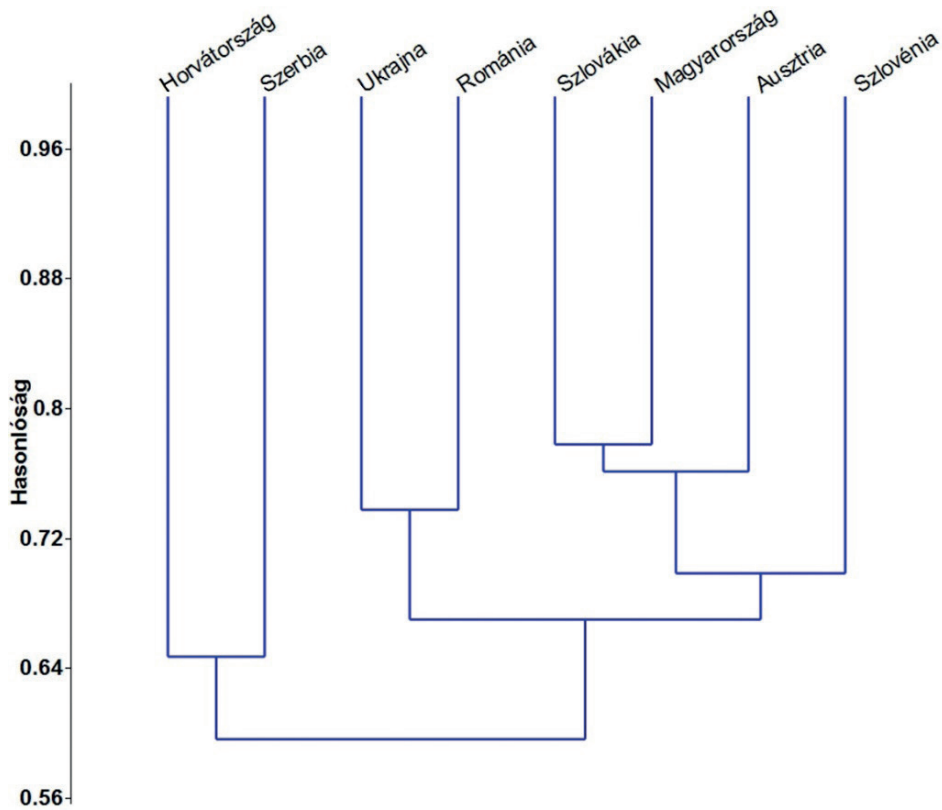 Horvátország
Szerbia
Ukrajna
Románia
Szlovákia
Magyarország
Ausztria
Szlovénia
0.96
0.88
0.8
0.72
0.64
0.56
Hasonlóság